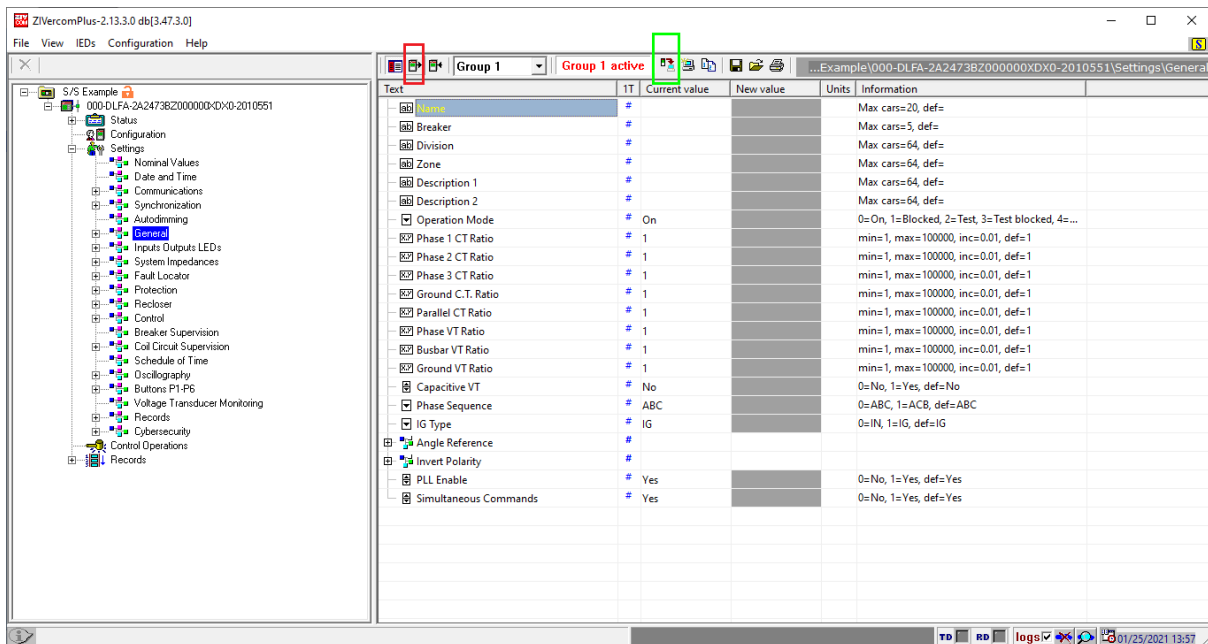 ZIVercomPlus-2.13.3.0 db[3.47.3.0]
File View IEDs Configuration Help
S
Group 1
Group 1 active
...Example\000-DLFA-2A2473BZ000000XDX0-2010551\Settings\General
S/S Example
000-DLFA-2A2473BZ000000XDX0-2010551
Status
Configuration
Settings
Nominal Values
Date and Time
Communications
Synchronization
Autodimming
General
Inputs Outputs LEDs
System Impedances
Fault Locator
Protection
Recloser
Control
Breaker Supervision
Coil Circuit Supervision
Schedule of Time
Oscillography
Buttons P1-P6
Voltage Transducer Monitoring
Records
Cybersecurity
Control Operations
Records
Text 1T Current value New value Units Information
ab Name # Max cars=20, def=
ab Breaker # Max cars=5, def=
ab Division # Max cars=64, def=
ab Zone # Max cars=64, def=
ab Description 1 # Max cars=64, def=
ab Description 2 # Max cars=64, def=
Operation Mode # On 0=On, 1=Blocked, 2=Test, 3=Test blocked, 4=...
X.Y Phase 1 CT Ratio # 1 min=1, max=100000, inc=0.01, def=1
X.Y Phase 2 CT Ratio # 1 min=1, max=100000, inc=0.01, def=1
X.Y Phase 3 CT Ratio # 1 min=1, max=100000, inc=0.01, def=1
X.Y Ground C.T. Ratio # 1 min=1, max=100000, inc=0.01, def=1
X.Y Parallel CT Ratio # 1 min=1, max=100000, inc=0.01, def=1
X.Y Phase VT Ratio # 1 min=1, max=100000, inc=0.01, def=1
X.Y Busbar VT Ratio # 1 min=1, max=100000, inc=0.01, def=1
X.Y Ground VT Ratio # 1 min=1, max=100000, inc=0.01, def=1
Capacitive VT # No 0=No, 1=Yes, def=No
Phase Sequence # ABC 0=ABC, 1=ACB, def=ABC
IG Type # IG 0=IN, 1=IG, def=IG
Angle Reference #
Invert Polarity #
PLL Enable # Yes 0=No, 1=Yes, def=Yes
Simultaneous Commands # Yes 0=No, 1=Yes, def=Yes
TD RD logs 01/25/2021 13:57